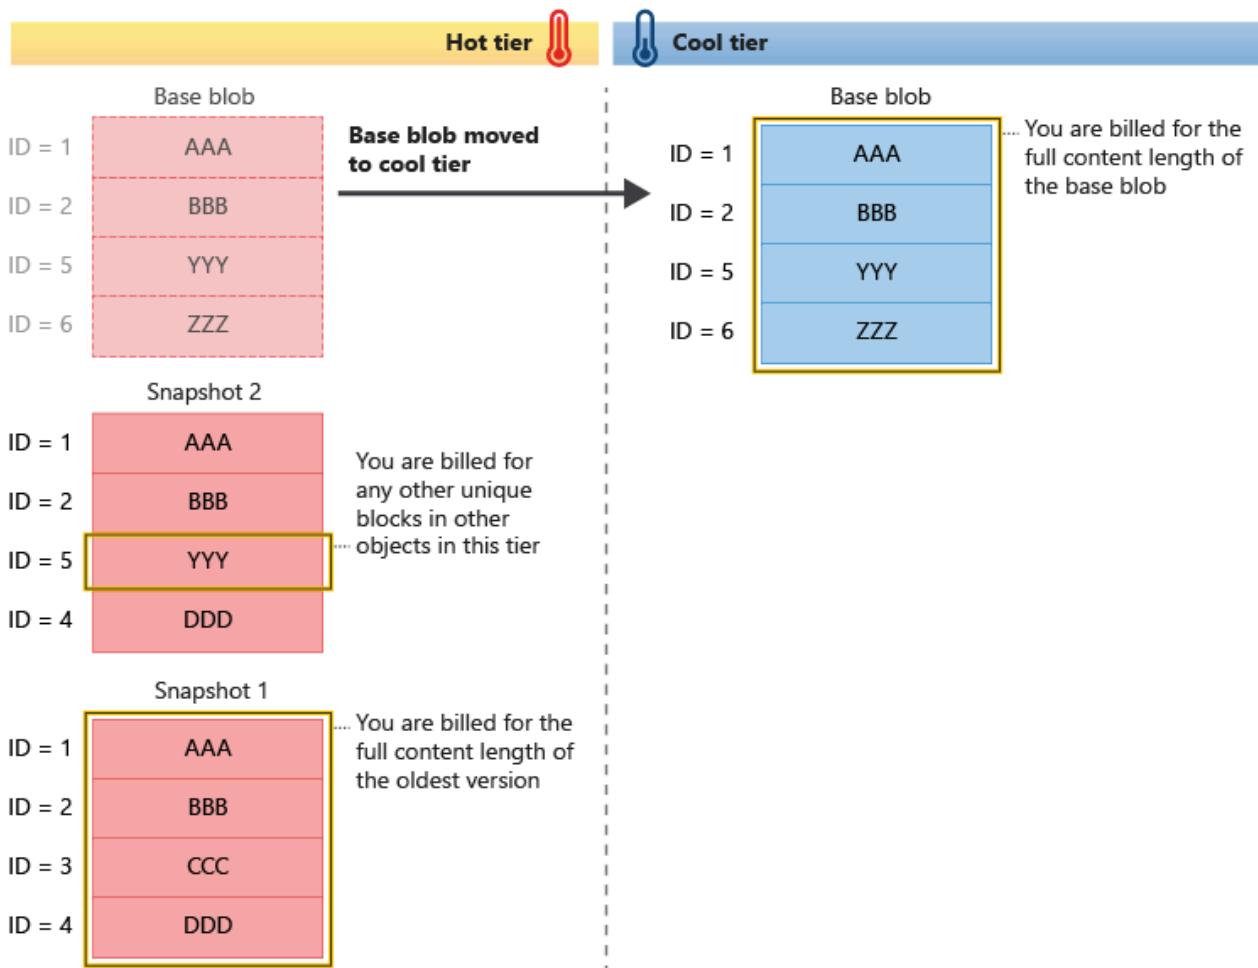 Hot tier
Cool tier
Base blob
ID = 1 AAA
ID = 2 BBB
ID = 5 YYY
ID = 6 ZZZ
Base blob moved
to cool tier
Base blob
ID = 1 AAA
ID = 2 BBB
ID = 5 YYY
ID = 6 ZZZ
You are billed for the
full content length of
the base blob
Snapshot 2
ID = 1 AAA
ID = 2 BBB
ID = 5 YYY
ID = 4 DDD
You are billed for
any other unique
blocks in other
objects in this tier
Snapshot 1
ID = 1 AAA
ID = 2 BBB
ID = 3 CCC
ID = 4 DDD
You are billed for the
full content length of
the oldest version